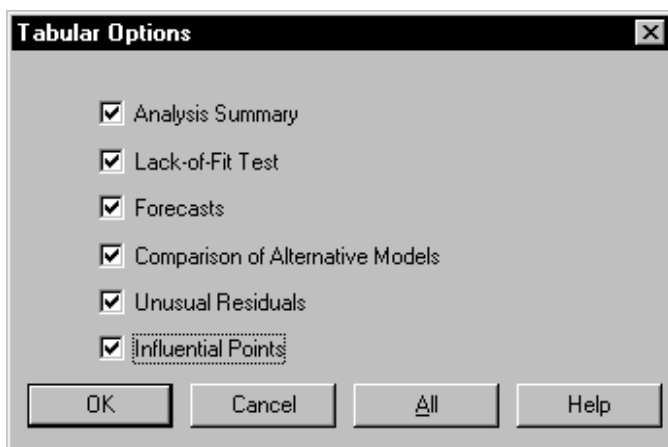 Tabular Options
Analysis Summary
Lack-of-Fit Test
Forecasts
Comparison of Alternative Models
Unusual Residuals
Influential Points
OK Cancel All Help